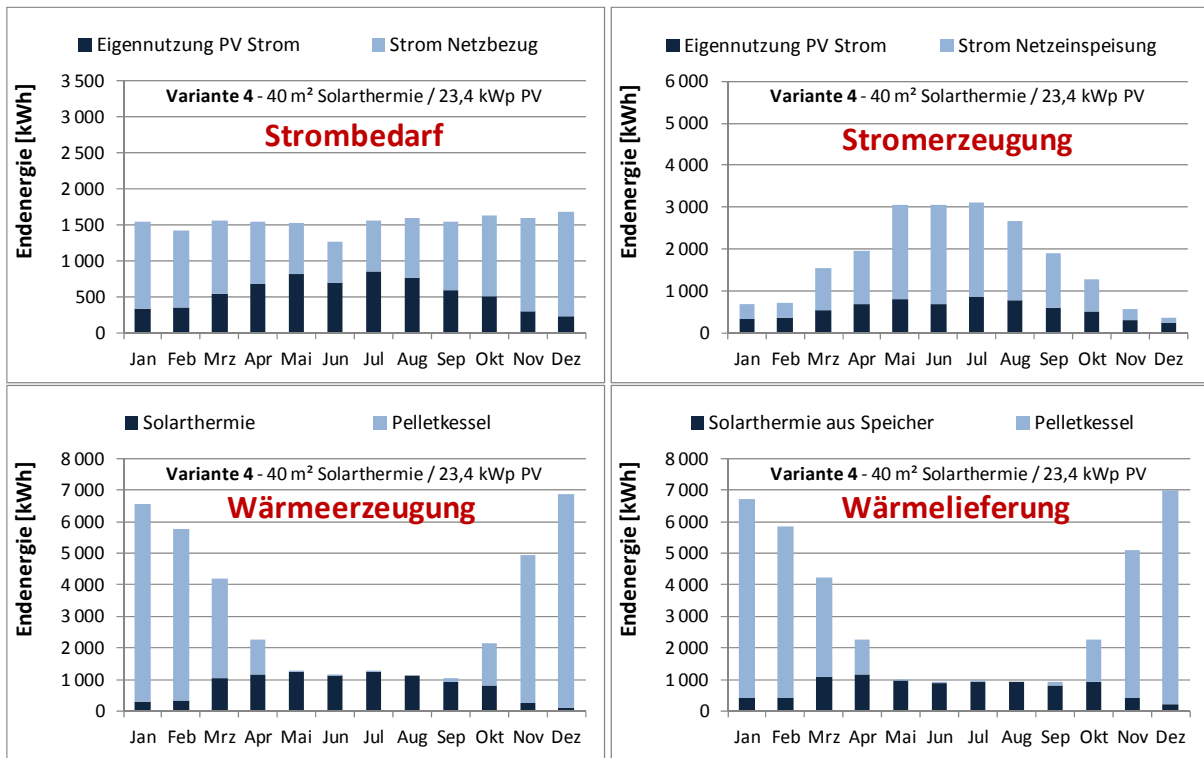 Eigennutzung PV Strom Strom Netzbezug
Endenergie [kWh]
Variante 4 - 40 m² Solarthermie / 23,4 kWp PV
Strombedarf
3 500
3 000
2 500
2 000
1 500
1 000
500
0
Jan Feb Mrz Apr Mai Jun Jul Aug Sep Okt Nov Dez
Eigennutzung PV Strom Strom Netzeinspeisung
Endenergie [kWh]
Variante 4 - 40 m² Solarthermie / 23,4 kWp PV
Stromerzeugung
6 000
5 000
4 000
3 000
2 000
1 000
0
Jan Feb Mrz Apr Mai Jun Jul Aug Sep Okt Nov Dez
Solarthermie Pelletkessel
Endenergie [kWh]
Variante 4 - 40 m² Solarthermie / 23,4 kWp PV
Wärmeerzeugung
8 000
7 000
6 000
5 000
4 000
3 000
2 000
1 000
0
Jan Feb Mrz Apr Mai Jun Jul Aug Sep Okt Nov Dez
Solarthermie aus Speicher Pelletkessel
Endenergie [kWh]
Variante 4 - 40 m² Solarthermie / 23,4 kWp PV
Wärmelieferung
8 000
7 000
6 000
5 000
4 000
3 000
2 000
1 000
0
Jan Feb Mrz Apr Mai Jun Jul Aug Sep Okt Nov Dez